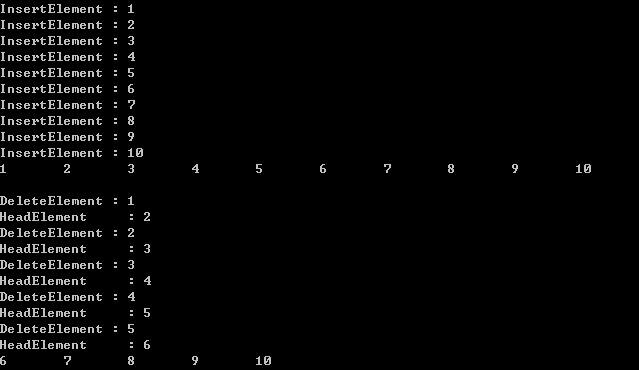 InsertElement : 1
InsertElement : 2
InsertElement : 3
InsertElement : 4
InsertElement : 5
InsertElement : 6
InsertElement : 7
InsertElement : 8
InsertElement : 9
InsertElement : 10
1 2 3 4 5 6 7 8 9 10
DeleteElement : 1
HeadElement : 2
DeleteElement : 2
HeadElement : 3
DeleteElement : 3
HeadElement : 4
DeleteElement : 4
HeadElement : 5
DeleteElement : 5
HeadElement : 6
6 7 8 9 10